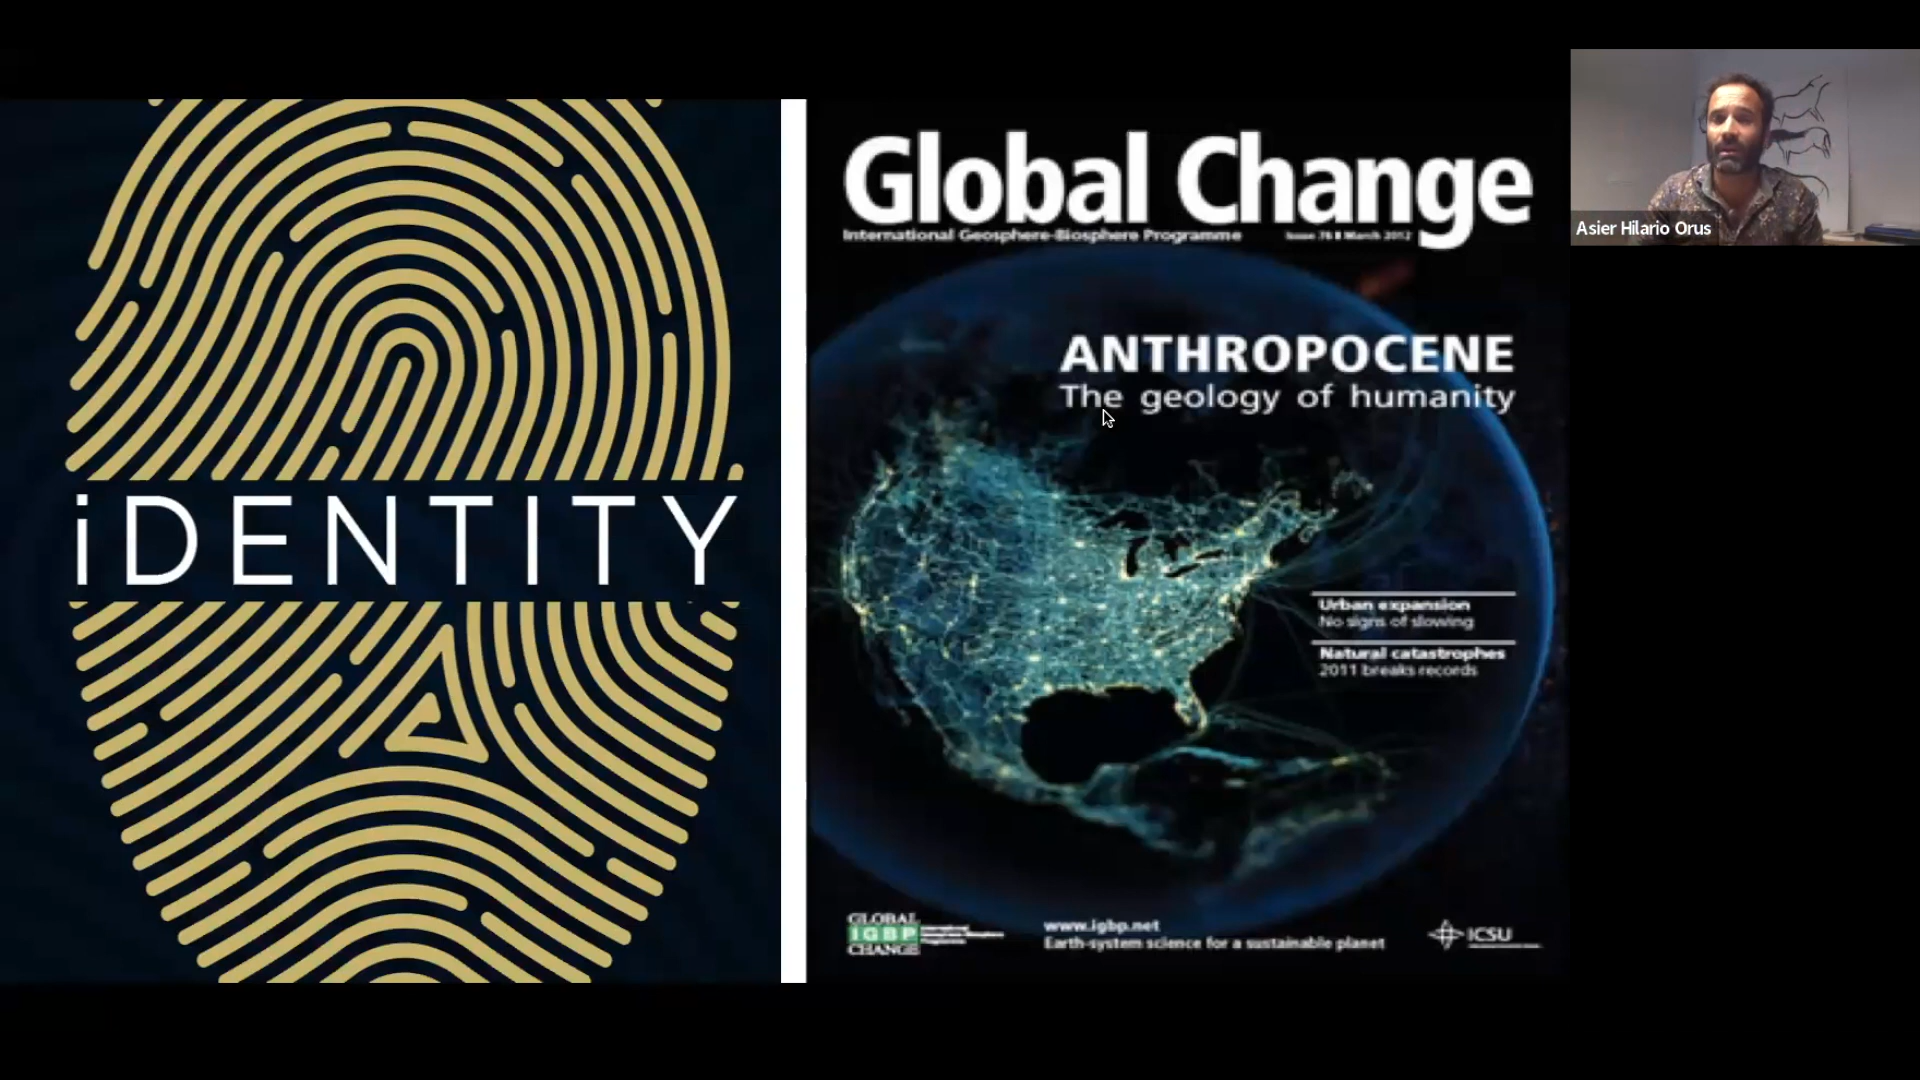 iDENTITY
Global Change
International Geosphere-Biosphere Programme Issue 78 March 2012
ANTHROPOCENE
The geology of humanity
Urban expansion
No signs of slowing
Natural catastrophes
2011 breaks records
GLOBAL
IGBP
CHANGE
www.igbp.net
Earth-system science for a sustainable planet
ICSU
Asier Hilario Orus